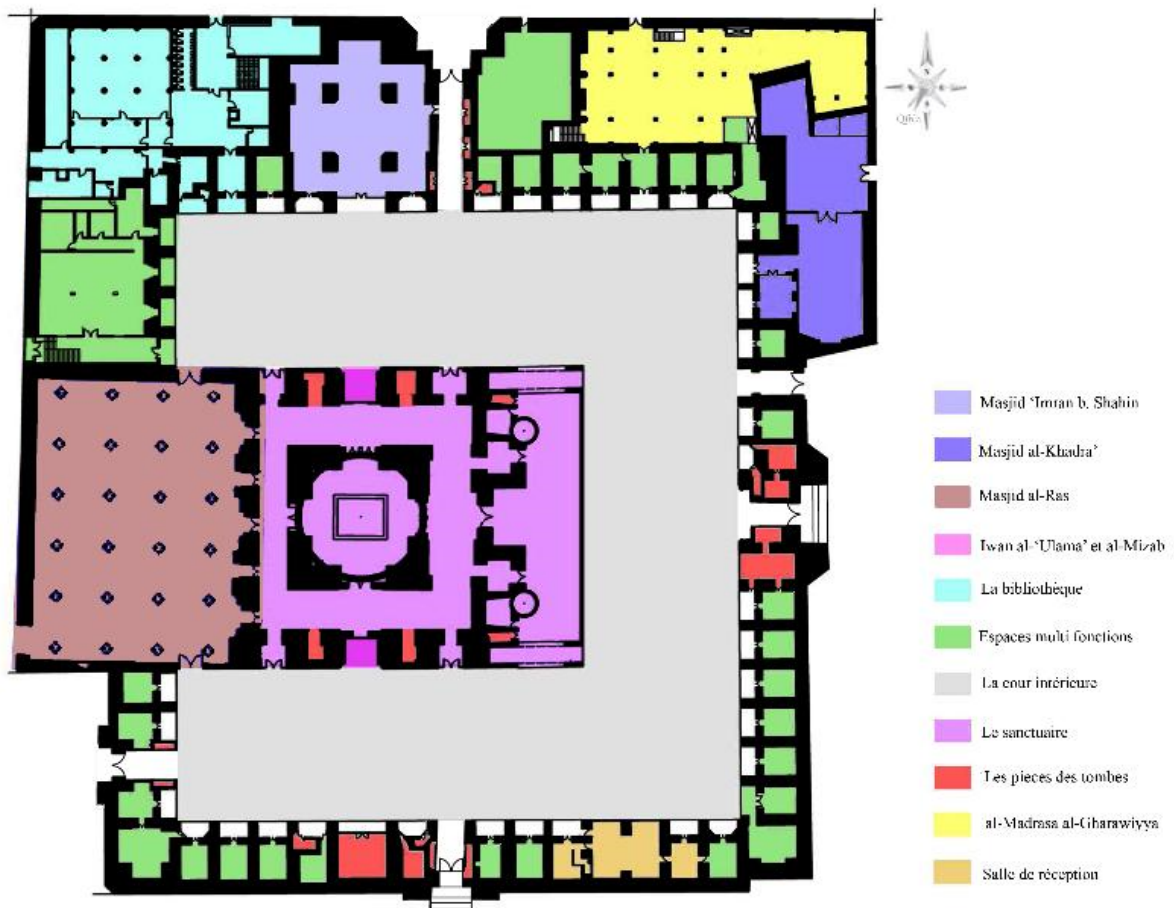 N
Qibla
Masjid ‘Imran b. Shahin
Masjid al-Khadra’
Masjid al-Ras
Iwan al-‘Ulama’ et al-Mizab
La bibliothèque
Espaces multi fonctions
La cour intérieure
Le sanctuaire
Les pieces des tombes
al-Madrasa al-Gharawiyya
Salle de réception